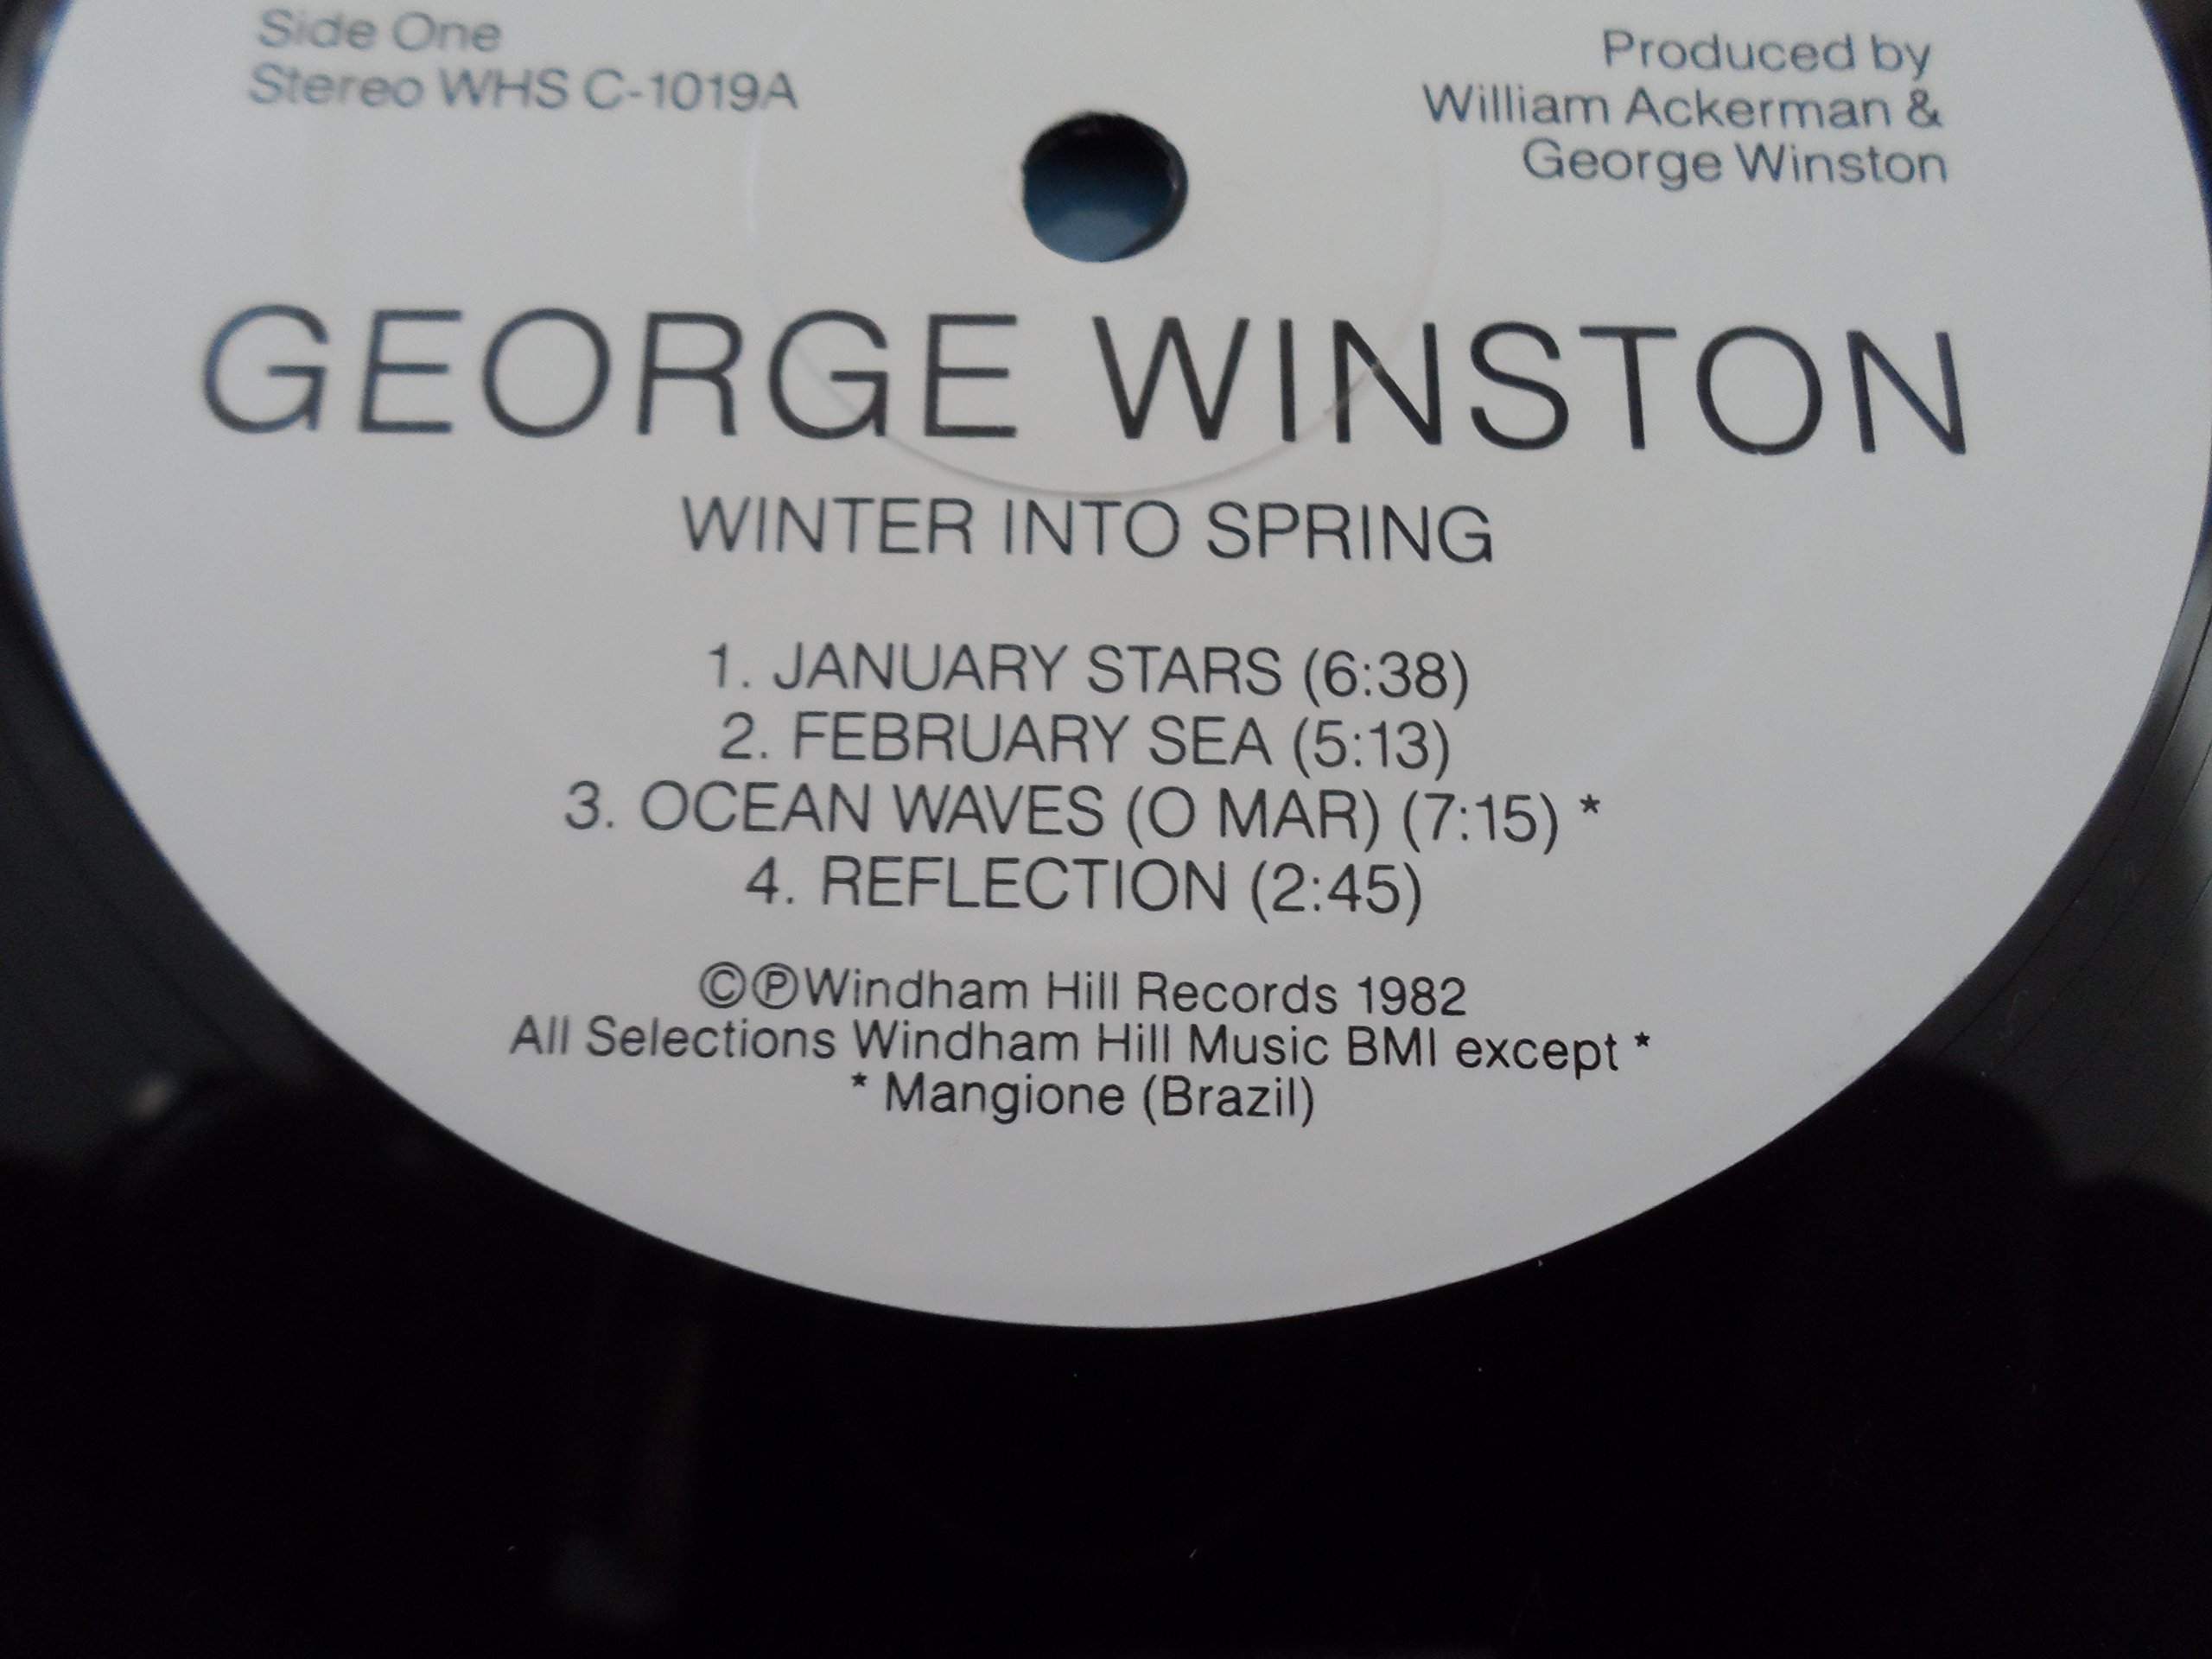 Side One
Stereo WHS C-1019A
Produced by
William Ackerman &
George Winston
GEORGE WINSTON
WINTER INTO SPRING
1. JANUARY STARS (6:38)
2. FEBRUARY SEA (5:13)
3. OCEAN WAVES (O MAR) (7:15) *
4. REFLECTION (2:45)
©℗Windham Hill Records 1982
All Selections Windham Hill Music BMI except *
* Mangione (Brazil)